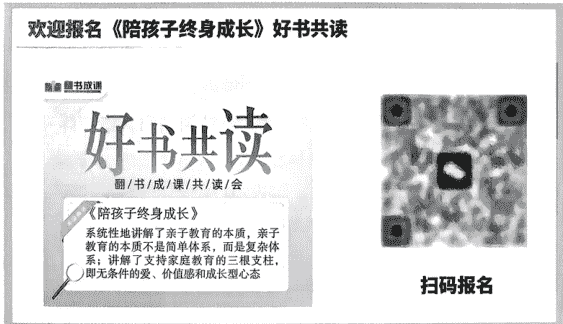 欢迎报名《陪孩子终身成长》好书共读
翻书成课
好书共读
翻/书/成/课/共/读/会
《陪孩子终身成长》
系统性地讲解了亲子教育的本质，亲子
教育的本质不是简单体系，而是复杂体
系；讲解了支持家庭教育的三根支柱，
即无条件的爱、价值感和成长型心态
扫码报名